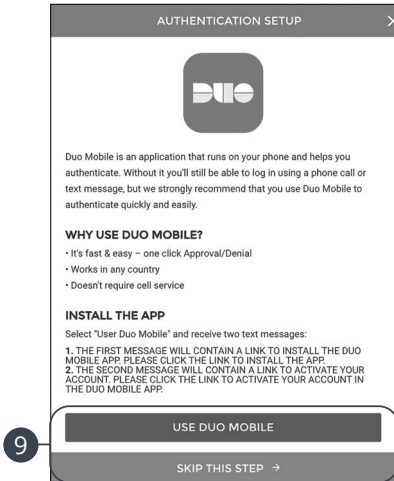 AUTHENTICATION SETUP
DUO
Duo Mobile is an application that runs on your phone and helps you
authenticate. Without it you'll still be able to log in using a phone call or
text message, but we strongly recommend that you use Duo Mobile to
authenticate quickly and easily.
WHY USE DUO MOBILE?
• It's fast & easy – one click Approval/Denial
• Works in any country
• Doesn't require cell service
INSTALL THE APP
Select "User Duo Mobile" and receive two text messages:
1. THE FIRST MESSAGE WILL CONTAIN A LINK TO INSTALL THE DUO
MOBILE APP. PLEASE CLICK THE LINK TO INSTALL THE APP.
2. THE SECOND MESSAGE WILL CONTAIN A LINK TO ACTIVATE YOUR
ACCOUNT. PLEASE CLICK THE LINK TO ACTIVATE YOUR ACCOUNT IN
THE DUO MOBILE APP.
9
USE DUO MOBILE
SKIP THIS STEP →